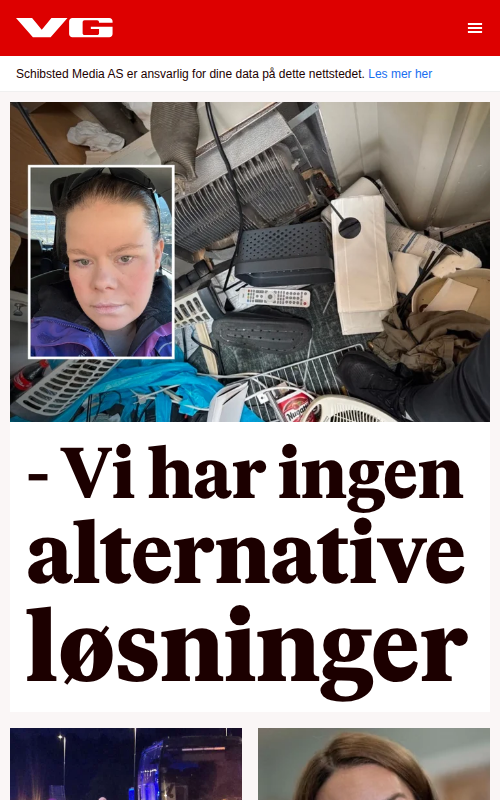 VG
Schibsted Media AS er ansvarlig for dine data på dette nettstedet. Les mer her
- Vi har ingen
alternative
løsninger